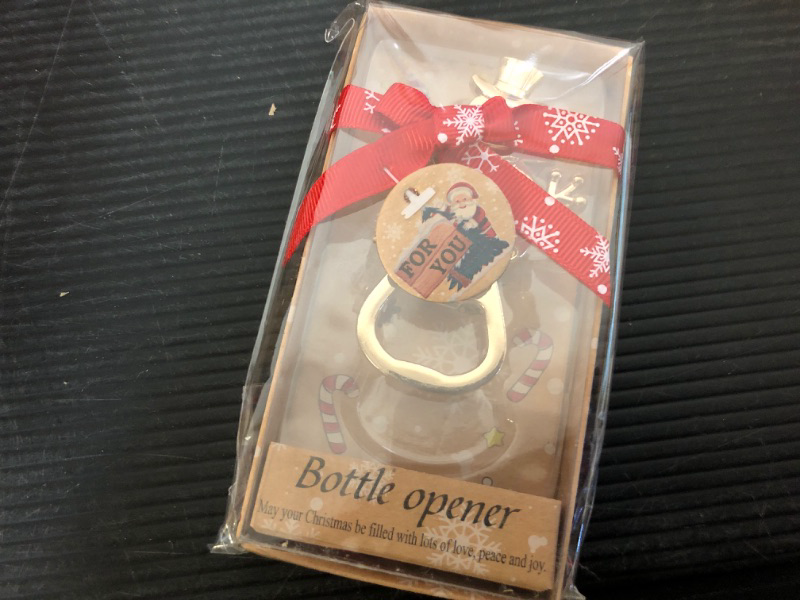 FOR
YOU
Bottle opener
May your Christmas be filled with lots of love, peace and joy.